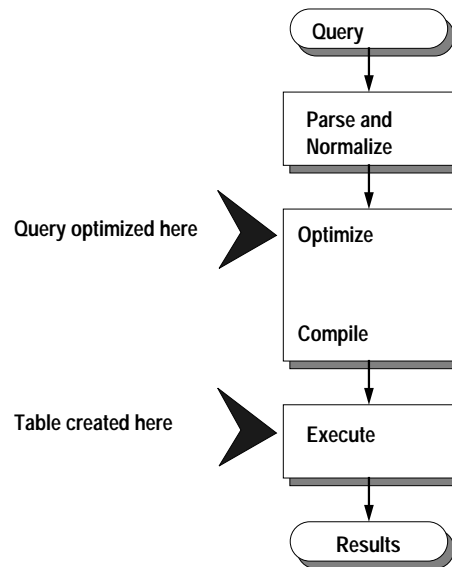 Query
Parse and
Normalize
Query optimized here
Optimize
Compile
Table created here
Execute
Results